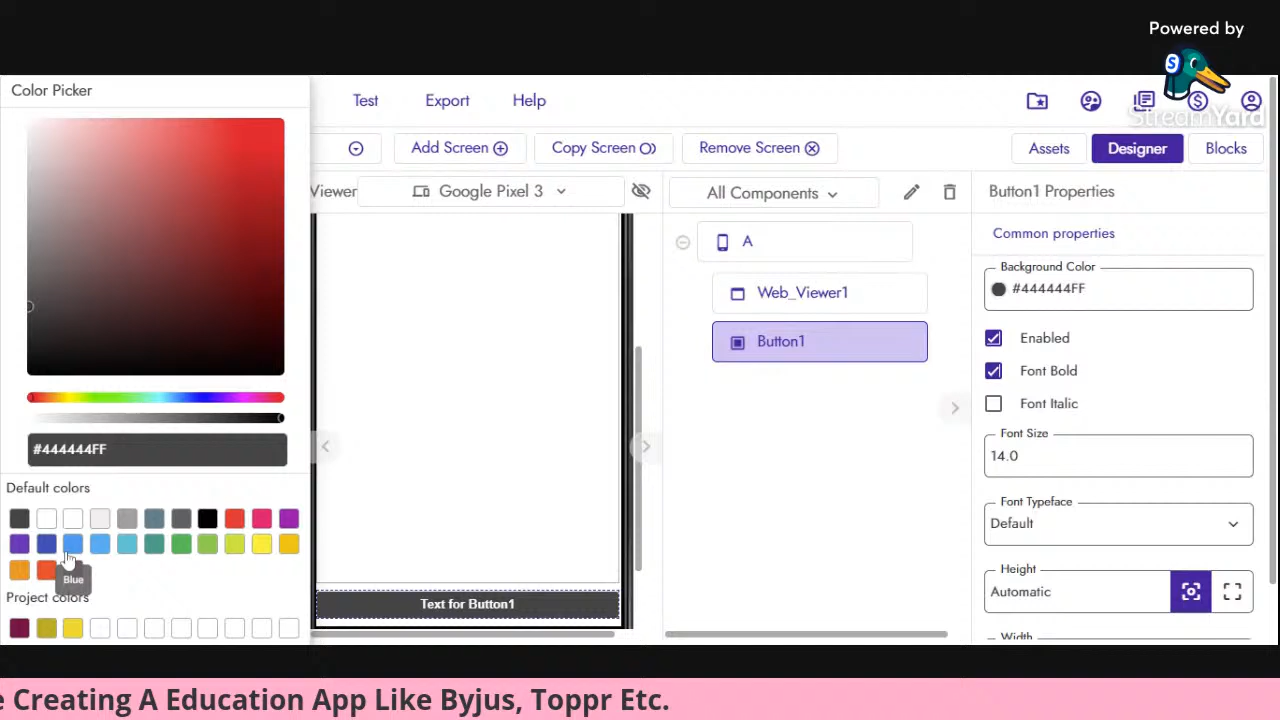 Powered by
StreamYard
Color Picker
Test
Export
Help
Add Screen
Copy Screen
Remove Screen
Assets
Designer
Blocks
Viewer
Google Pixel 3
All Components
Button1 Properties
A
Common properties
Background Color
#444444FF
Web_Viewer1
Enabled
Button1
Font Bold
Font Italic
Font Size
14.0
#444444FF
Default colors
Font Typeface
Default
Blue
Height
Automatic
Project colors
Text for Button1
Width
e Creating A Education App Like Byjus, Toppr Etc.